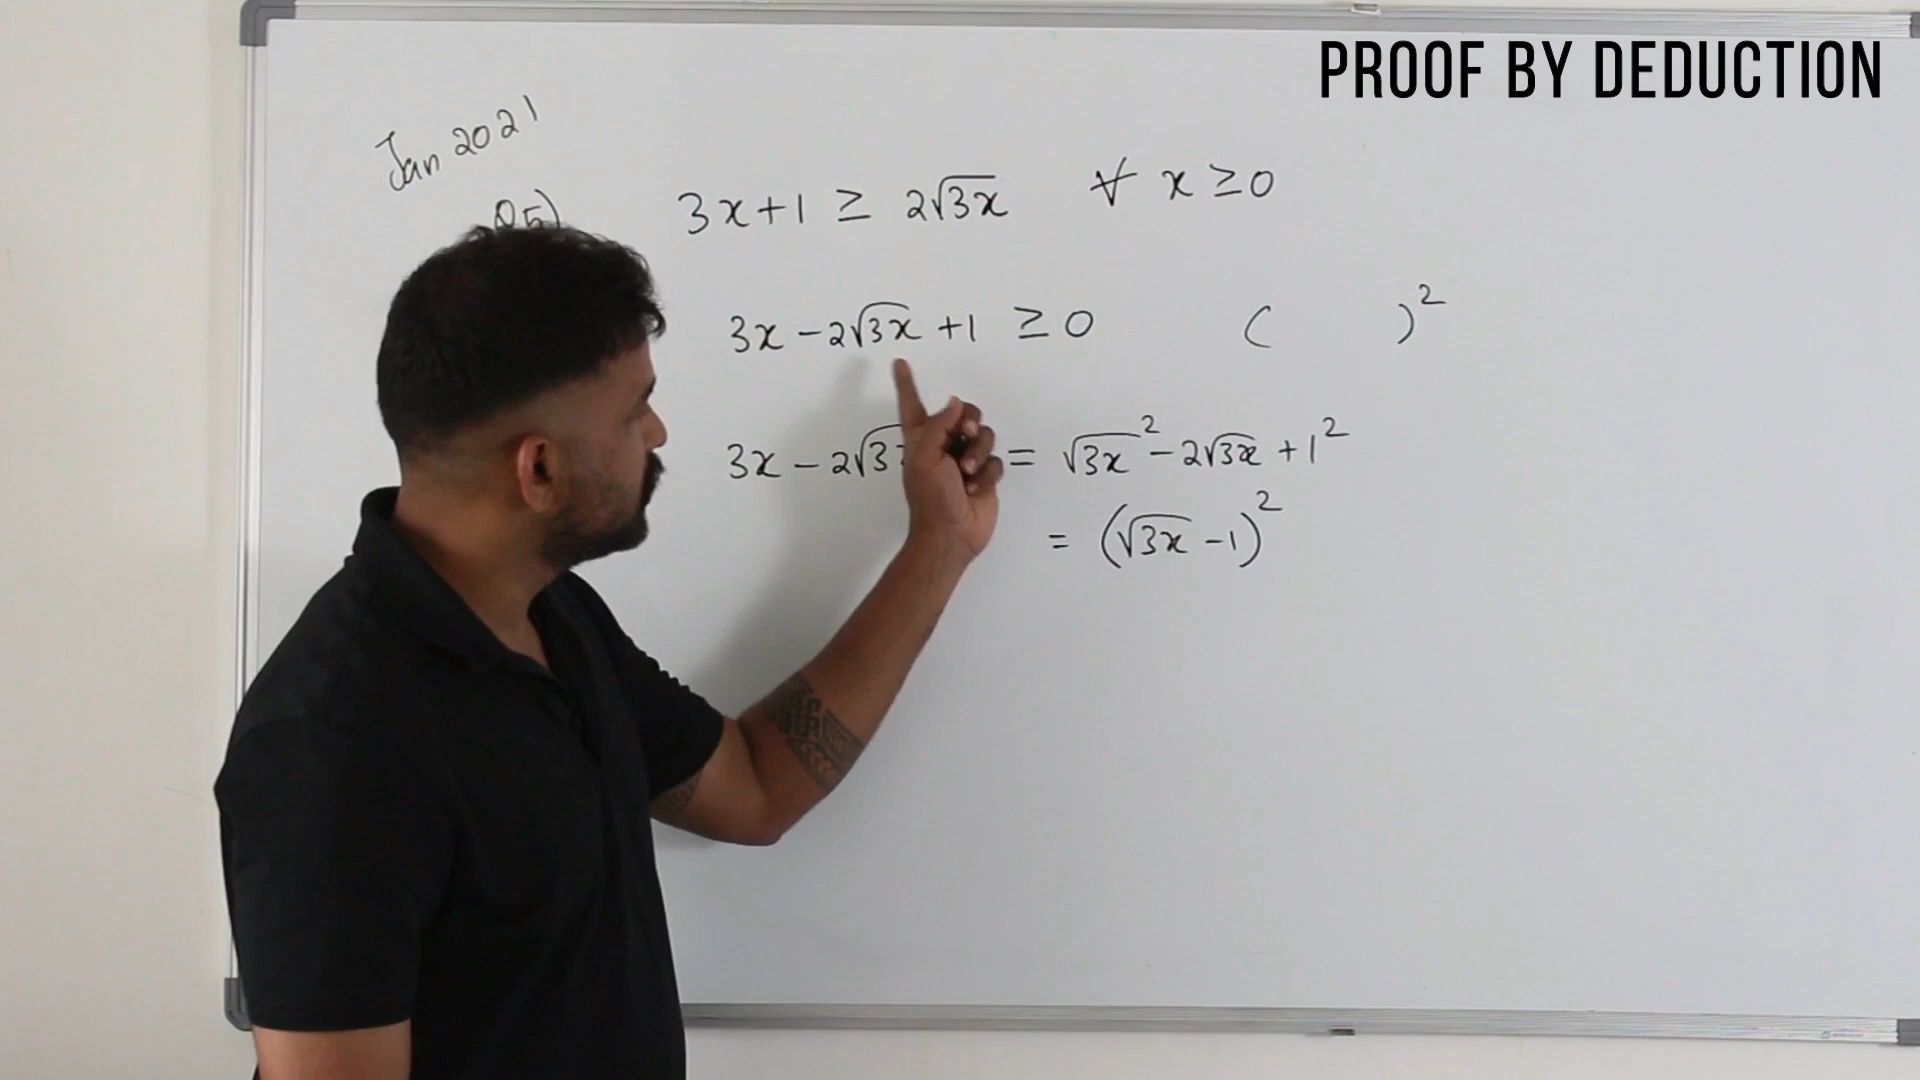 PROOF BY DEDUCTION
Jan 2021
Q5)
3x+1 ≥ 2√3x ∀ x ≥0
3x -2√3x +1 ≥0 ( )²
3x -2√3 = √3x² -2√3x +1²
= (√3x -1)²